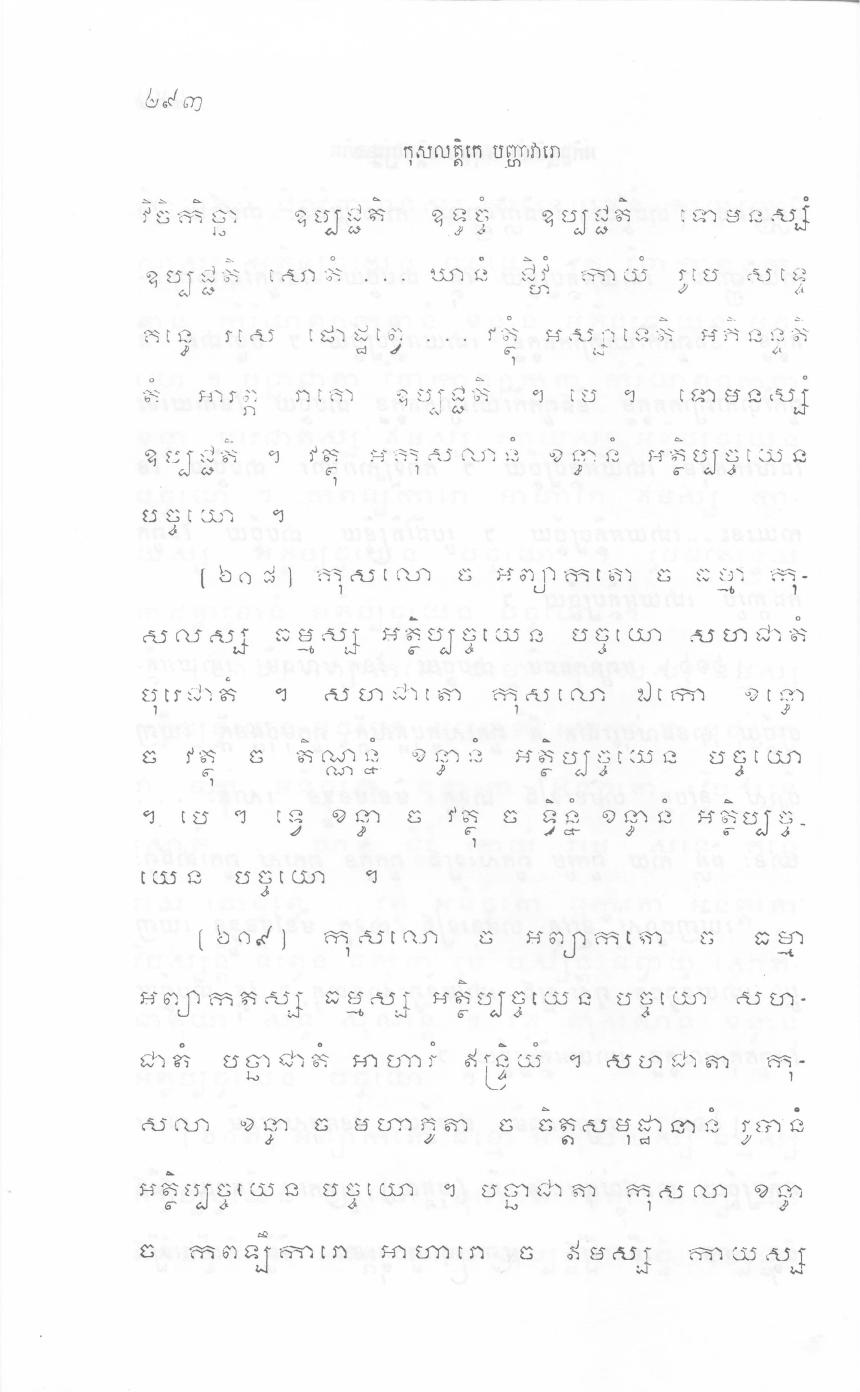 ២៩៣
កុសលត្តិកេ បញ្ហាវារោ
វិចិកិច្ឆា ឧប្បជ្ជតិ ឧទ្ធច្ចំ ឧប្បជ្ជតិ ទោមនស្សំ
ឧប្បជ្ជតិ សោតំ ... ឃានំ ជិវ្ហំ កាយំ រូបេ សទ្ទេ
គន្ធេ រសេ ផោដ្ឋព្វេ ... វត្ថុំ អស្សាទេតិ អភិនន្ទតិ
តំ អារព្ភ រាគោ ឧប្បជ្ជតិ ។ បេ ។ ទោមនស្សំ
ឧប្បជ្ជតិ ។ វត្ថុ អកុសលានំ ខន្ធានំ អត្ថិប្បច្ចយេន
បច្ចយោ ។
(៦០៨) កុសលោ ច អព្យាកតោ ច ធម្មា កុ-
សលស្ស ធម្មស្ស អត្ថិប្បច្ចយេន បច្ចយោ សហជាតំ
បុរេជាតំ ។ សហជាតោ កុសលោ ឯកោ ខន្ធោ
ច វត្ថុ ច តិណ្ណន្នំ ខន្ធានំ អត្ថិប្បច្ចយេន បច្ចយោ
។ បេ ។ ទ្វេ ខន្ធា ច វត្ថុ ច ទ្វិន្នំ ខន្ធានំ អត្ថិប្បច្ច-
យេន បច្ចយោ ។
(៦០៩) កុសលោ ច អព្យាកតោ ច ធម្មា
អព្យាកតស្ស ធម្មស្ស អត្ថិប្បច្ចយេន បច្ចយោ សហ-
ជាតំ បច្ឆាជាតំ អាហារំ ឥន្ទ្រិយំ ។ សហជាតា កុ-
សលា ខន្ធា ច មហាភូតា ច ចិត្តសមុដ្ឋានានំ រូបានំ
អត្ថិប្បច្ចយេន បច្ចយោ ។ បច្ឆាជាតា កុសលា ខន្ធា
ច កពឡឹការោ អាហារោ ច ឥមស្ស កាយស្ស